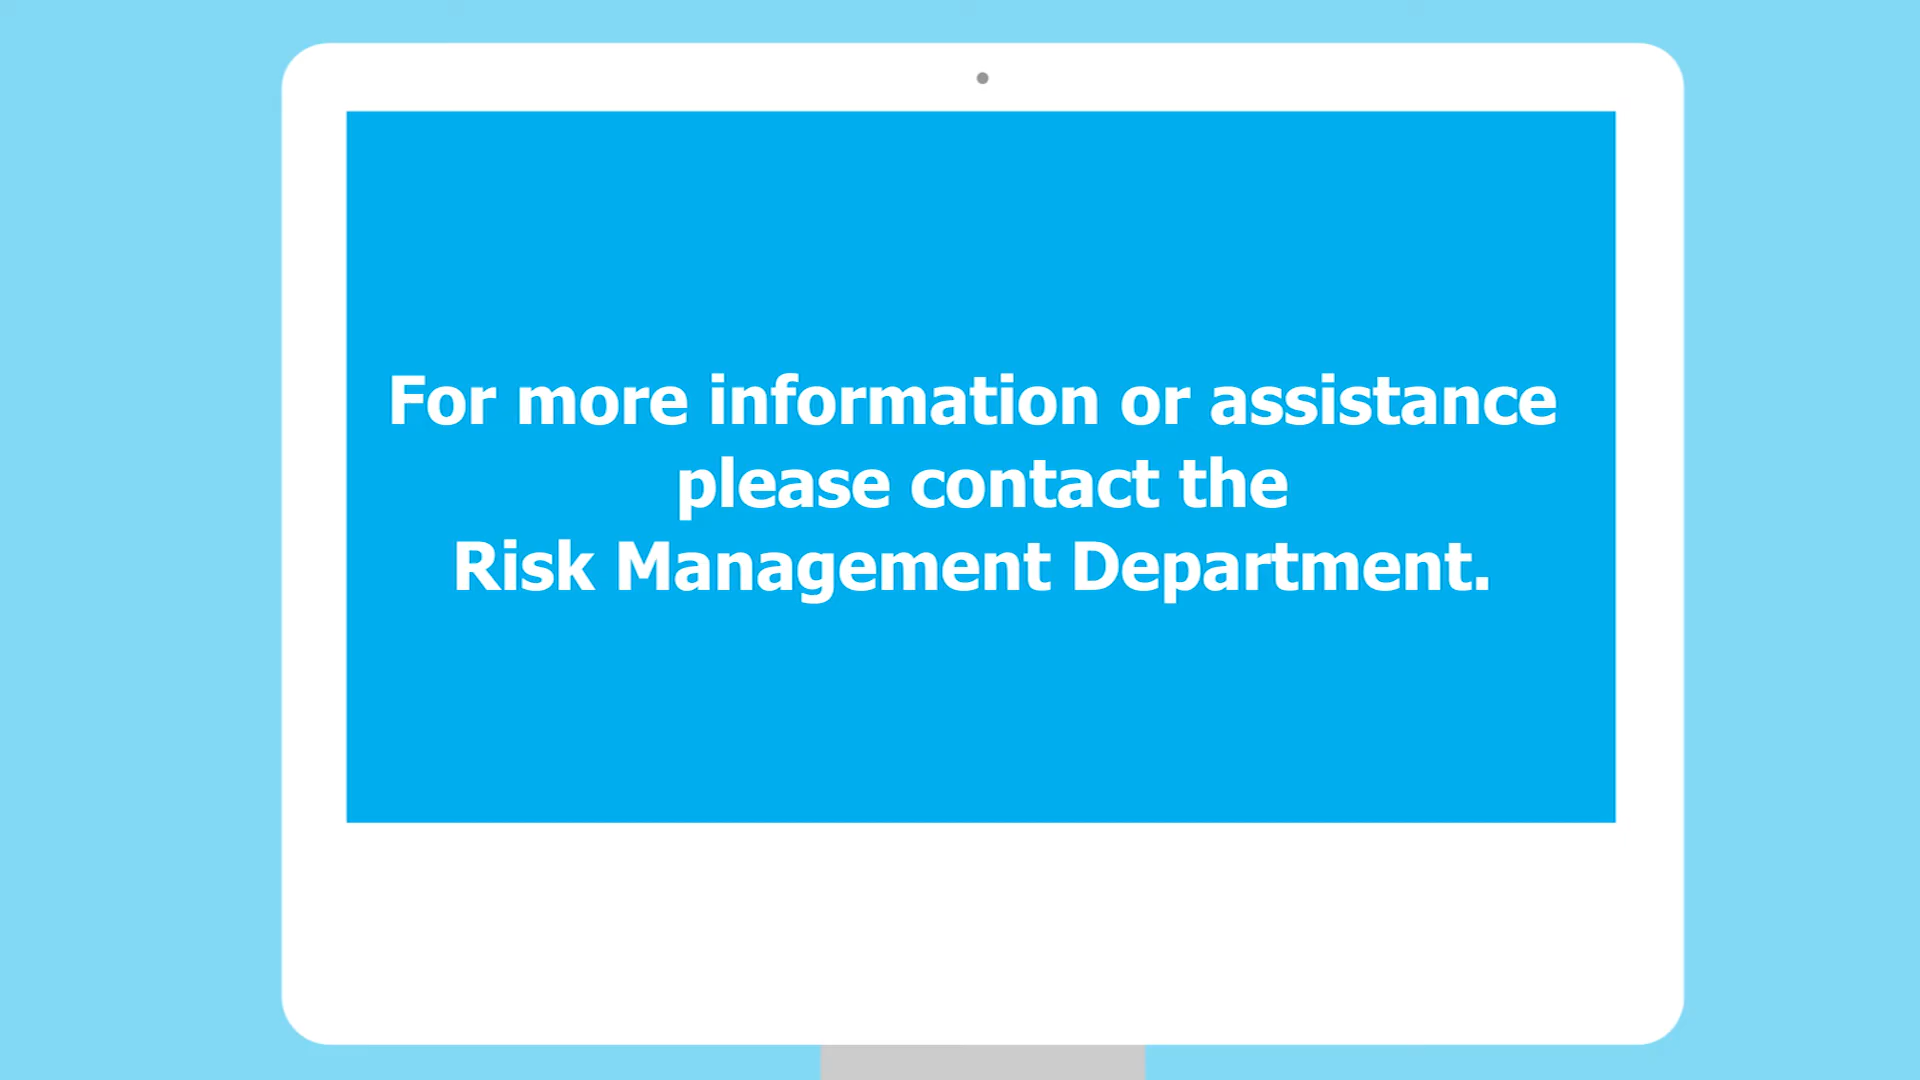 For more information or assistance
please contact the
Risk Management Department.